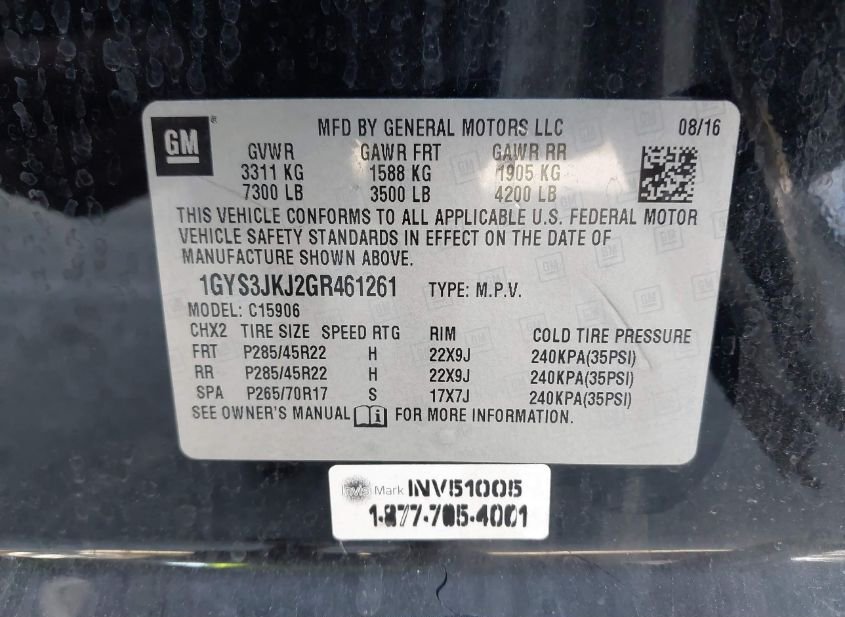 GM
MFD BY GENERAL MOTORS LLC 08/16
GVWR GAWR FRT GAWR RR
3311 KG 1588 KG 1905 KG
7300 LB 3500 LB 4200 LB
THIS VEHICLE CONFORMS TO ALL APPLICABLE U.S. FEDERAL MOTOR
VEHICLE SAFETY STANDARDS IN EFFECT ON THE DATE OF
MANUFACTURE SHOWN ABOVE.
1GYS3JKJ2GR461261 TYPE: M.P.V.
MODEL: C15906
CHX2 TIRE SIZE SPEED RTG RIM COLD TIRE PRESSURE
FRT P285/45R22 H 22X9J 240KPA(35PSI)
RR P285/45R22 H 22X9J 240KPA(35PSI)
SPA P265/70R17 S 17X7J 240KPA(35PSI)
SEE OWNER'S MANUAL FOR MORE INFORMATION.
Mark INV51005
1-877-705-4001